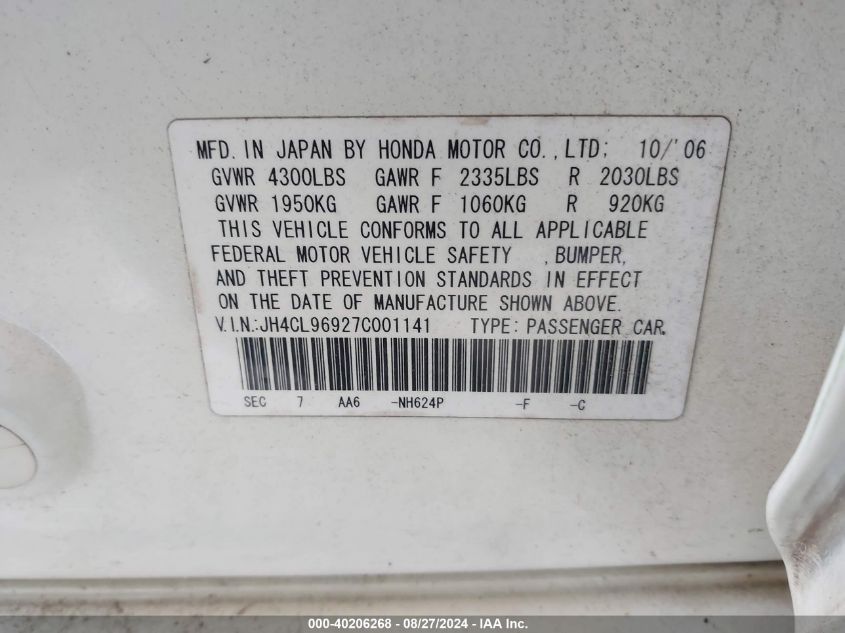 MFD. IN JAPAN BY HONDA MOTOR CO.,LTD; 10/'06
GVWR 4300LBS GAWR F 2335LBS R 2030LBS
GVWR 1950KG GAWR F 1060KG R 920KG
THIS VEHICLE CONFORMS TO ALL APPLICABLE
FEDERAL MOTOR VEHICLE SAFETY , BUMPER,
AND THEFT PREVENTION STANDARDS IN EFFECT
ON THE DATE OF MANUFACTURE SHOWN ABOVE.
V.I.N.:JH4CL96927C001141 TYPE: PASSENGER CAR
SEC 7 AA6 -NH624P -F -C
000-40206268 - 08/27/2024 - IAA Inc.